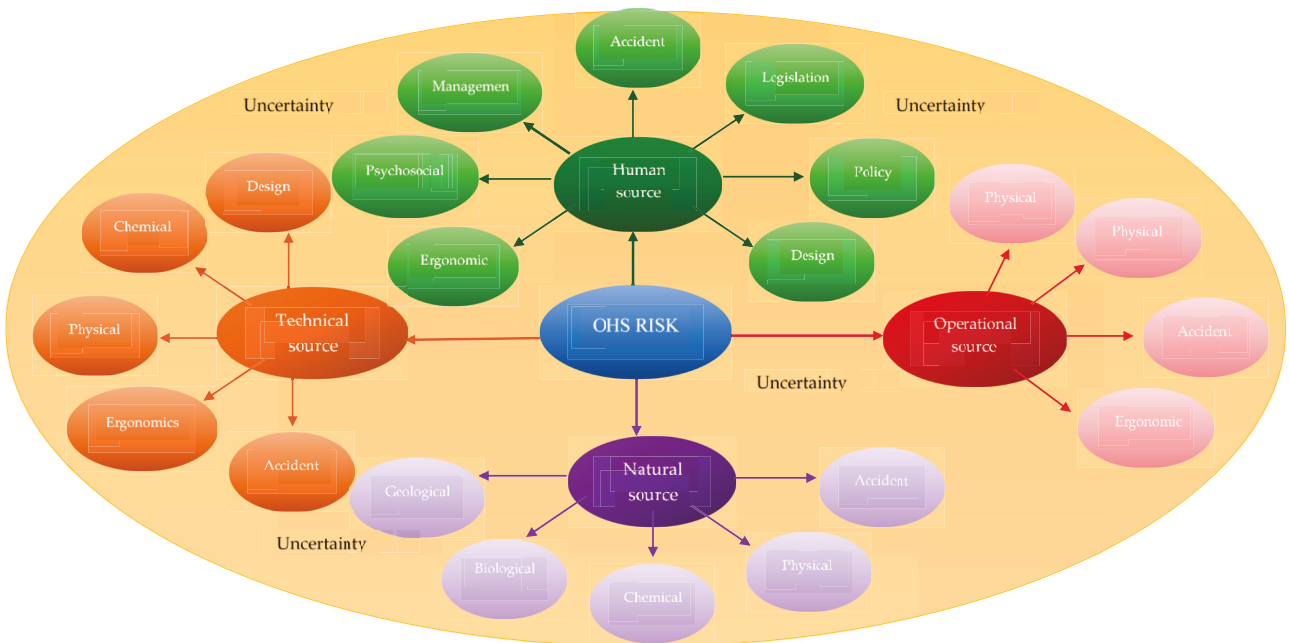 Accident
Legislation
Managemen
Uncertainty
Uncertainty
Psychosocial
Human
source
Policy
Design
Physical
Chemical
Physical
Ergonomic
Design
Physical
Technical
source
OHS RISK
Operational
source
Accident
Uncertainty
Ergonomics
Ergonomic
Accident
Natural
source
Geological
Accident
Uncertainty
Biological
Physical
Chemical